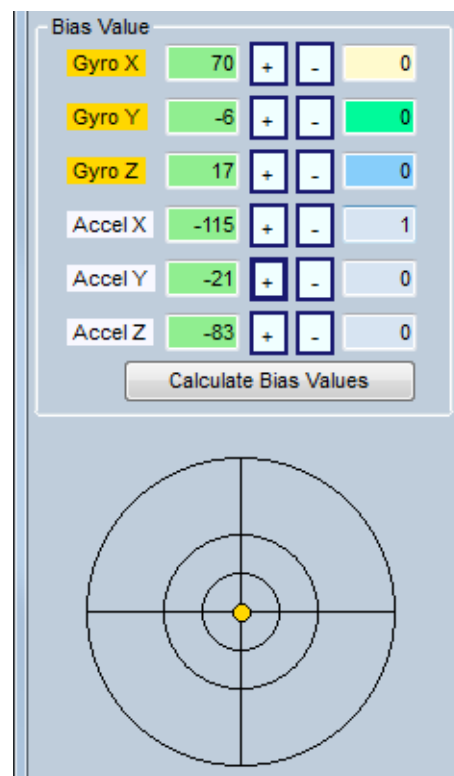 Bias Value
Gyro X 70 + - 0
Gyro Y -6 + - 0
Gyro Z 17 + - 0
Accel X -115 + - 1
Accel Y -21 + - 0
Accel Z -83 + - 0
Calculate Bias Values